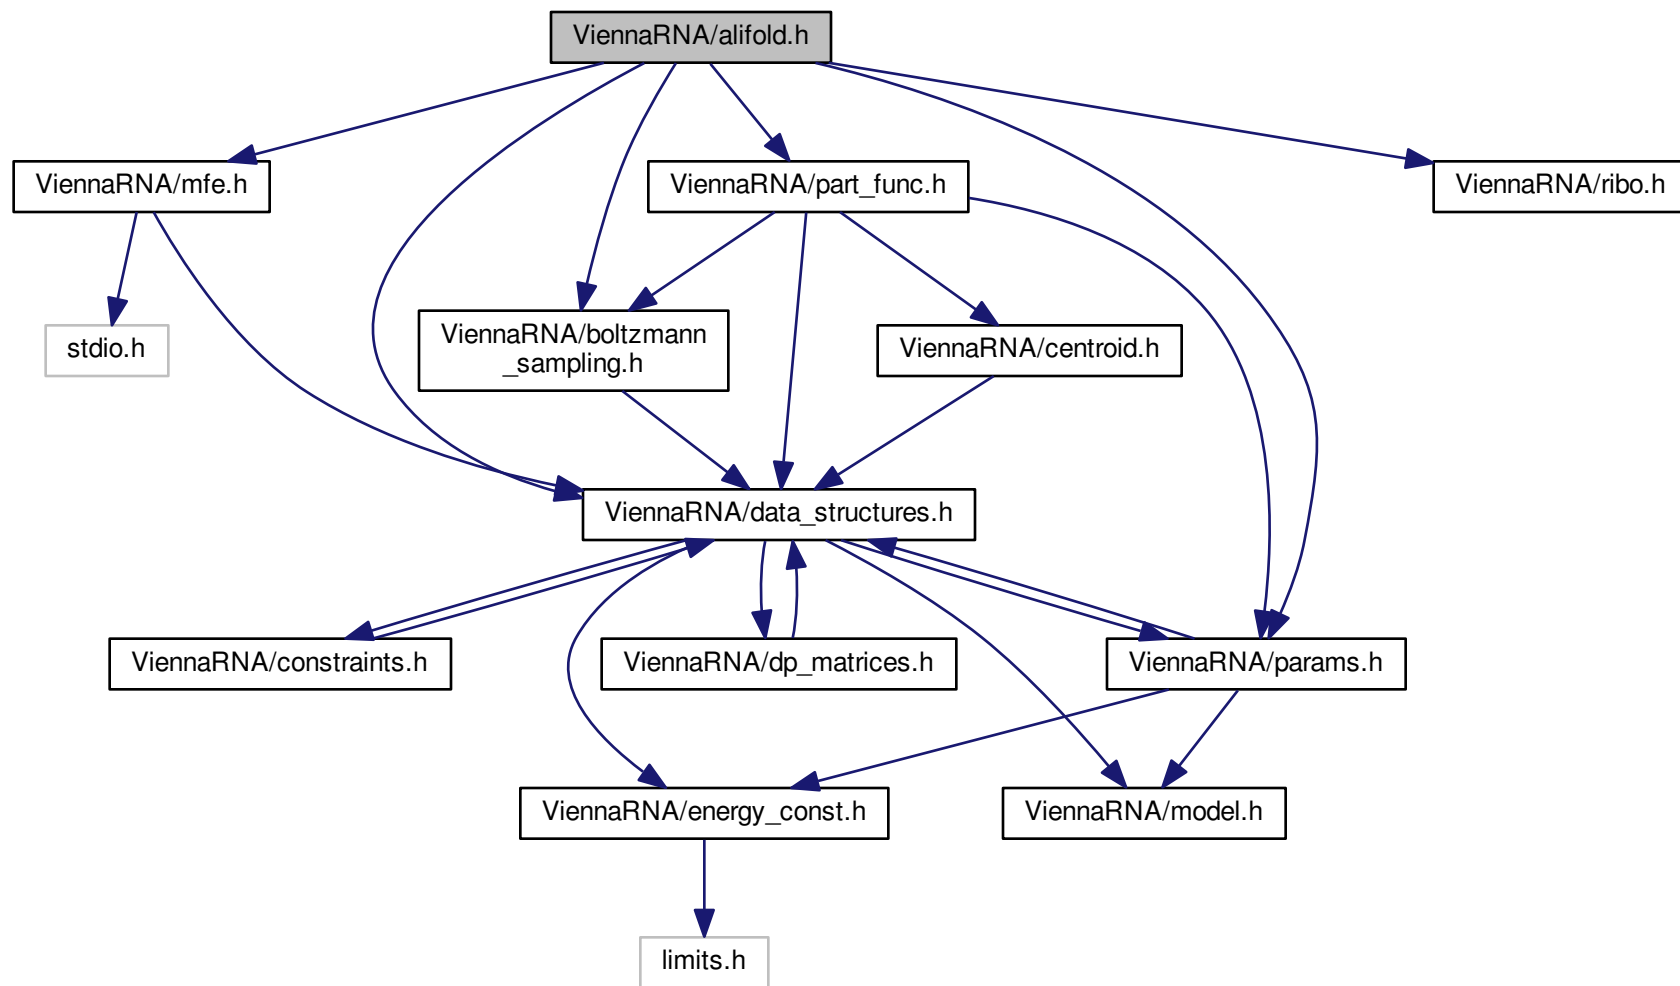 ViennaRNA/alifold.h
ViennaRNA/mfe.h
ViennaRNA/part_func.h
ViennaRNA/ribo.h
stdio.h
ViennaRNA/boltzmann
_sampling.h
ViennaRNA/centroid.h
ViennaRNA/data_structures.h
ViennaRNA/constraints.h
ViennaRNA/dp_matrices.h
ViennaRNA/params.h
ViennaRNA/energy_const.h
ViennaRNA/model.h
limits.h